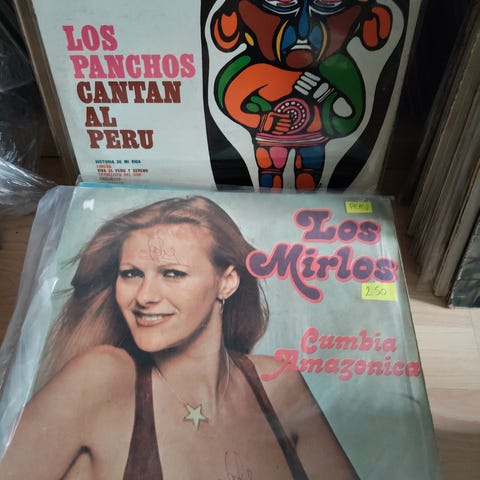 LOS
PANCHOS
CANTAN
AL
PERU
HISTORIA DE MI VIDA
VIVA EL PERU Y SERENO
Los
Mirlos
PERU
2.50
Cumbia
Amazonica